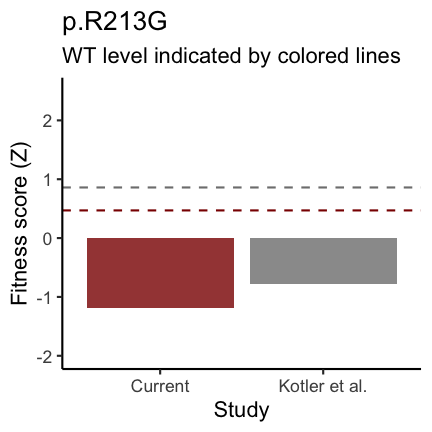 p.R213G
WT level indicated by colored lines
Fitness score (Z)
2
1
0
-1
-2
Current
Kotler et al.
Study